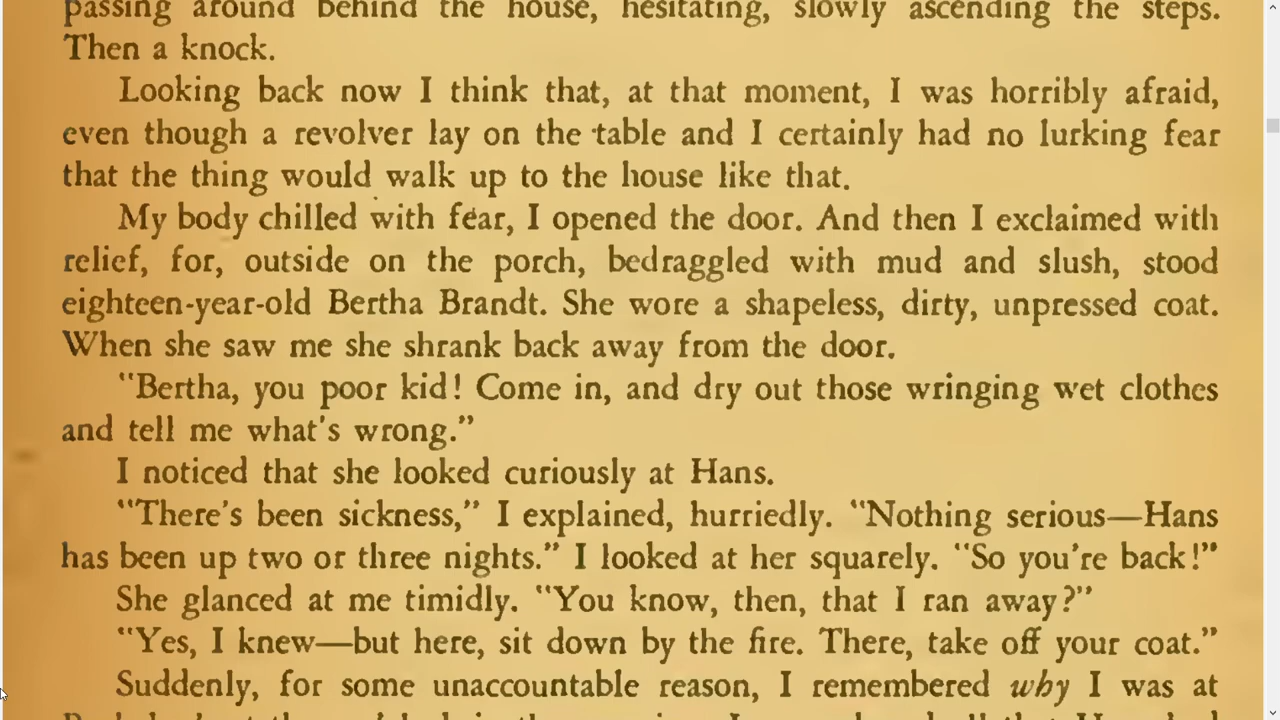 passing around behind the house, hesitating, slowly ascending the steps.
Then a knock.
Looking back now I think that, at that moment, I was horribly afraid,
even though a revolver lay on the table and I certainly had no lurking fear
that the thing would walk up to the house like that.
My body chilled with fear, I opened the door. And then I exclaimed with
relief, for, outside on the porch, bedraggled with mud and slush, stood
eighteen-year-old Bertha Brandt. She wore a shapeless, dirty, unpressed coat.
When she saw me she shrank back away from the door.
"Bertha, you poor kid! Come in, and dry out those wringing wet clothes
and tell me what's wrong."
I noticed that she looked curiously at Hans.
"There's been sickness," I explained, hurriedly. "Nothing serious—Hans
has been up two or three nights." I looked at her squarely. "So you're back!"
She glanced at me timidly. "You know, then, that I ran away?"
"Yes, I knew—but here, sit down by the fire. There, take off your coat."
Suddenly, for some unaccountable reason, I remembered why I was at